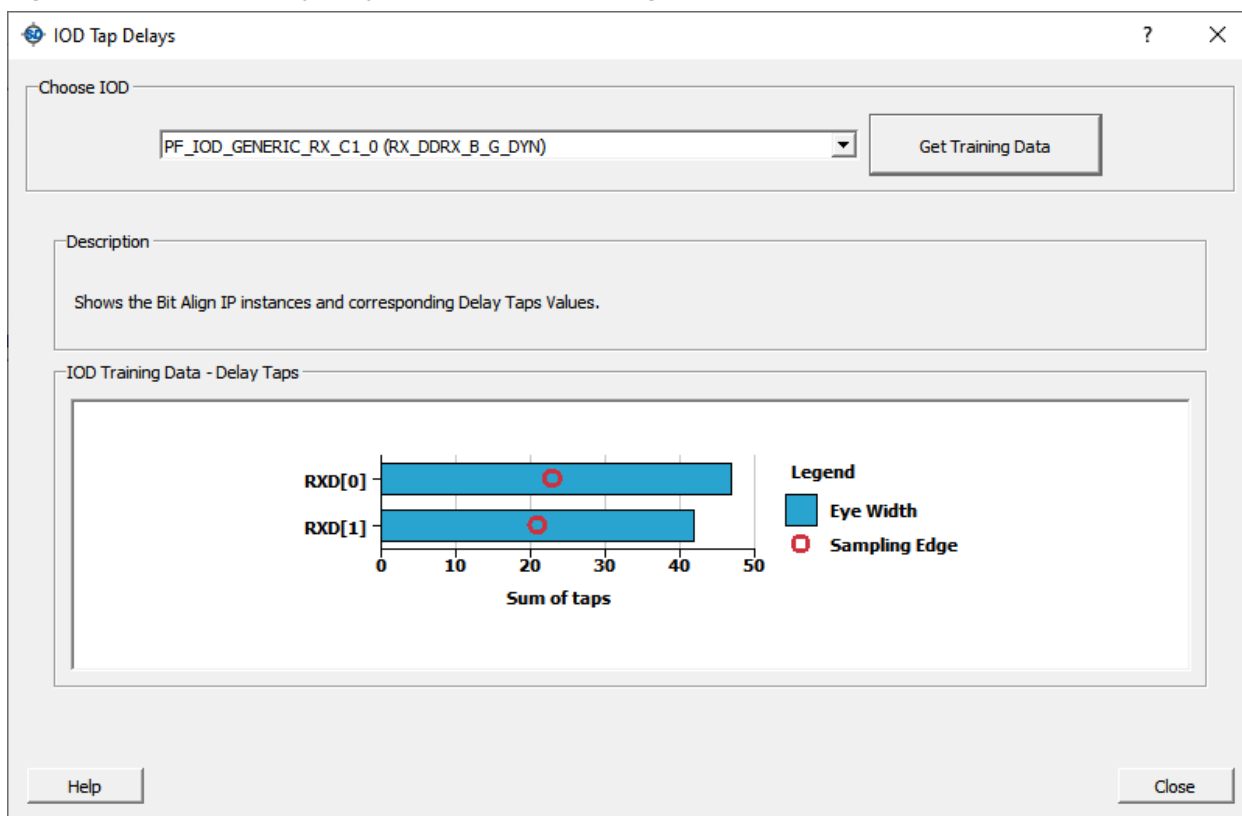 IOD Tap Delays ?
Choose IOD
PF_IOD_GENERIC_RX_C1_0 (RX_DDRX_B_G_DYN) Get Training Data
Description
Shows the Bit Align IP instances and corresponding Delay Taps Values.
IOD Training Data - Delay Taps
RXD[0]
RXD[1]
0 10 20 30 40 50
Sum of taps
Legend
Eye Width
Sampling Edge
Help Close